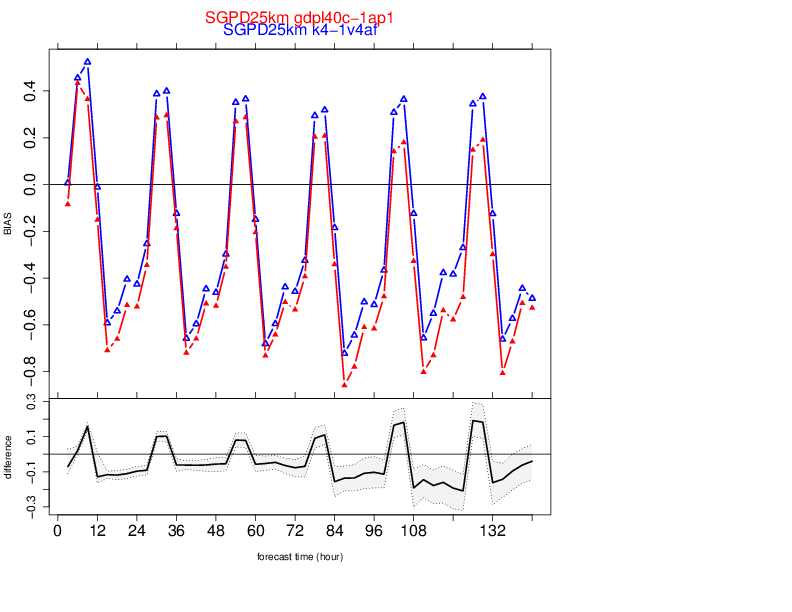 SGPD25km gdpl40c−1ap1
SGPD25km k4−1v4af
BIAS
0.4
0.2
0.0
−0.2
−0.4
−0.6
−0.8
difference
0.3
0.1
−0.1
−0.3
0 12 24 36 48 60 72 84 96 108 132
forecast time (hour)